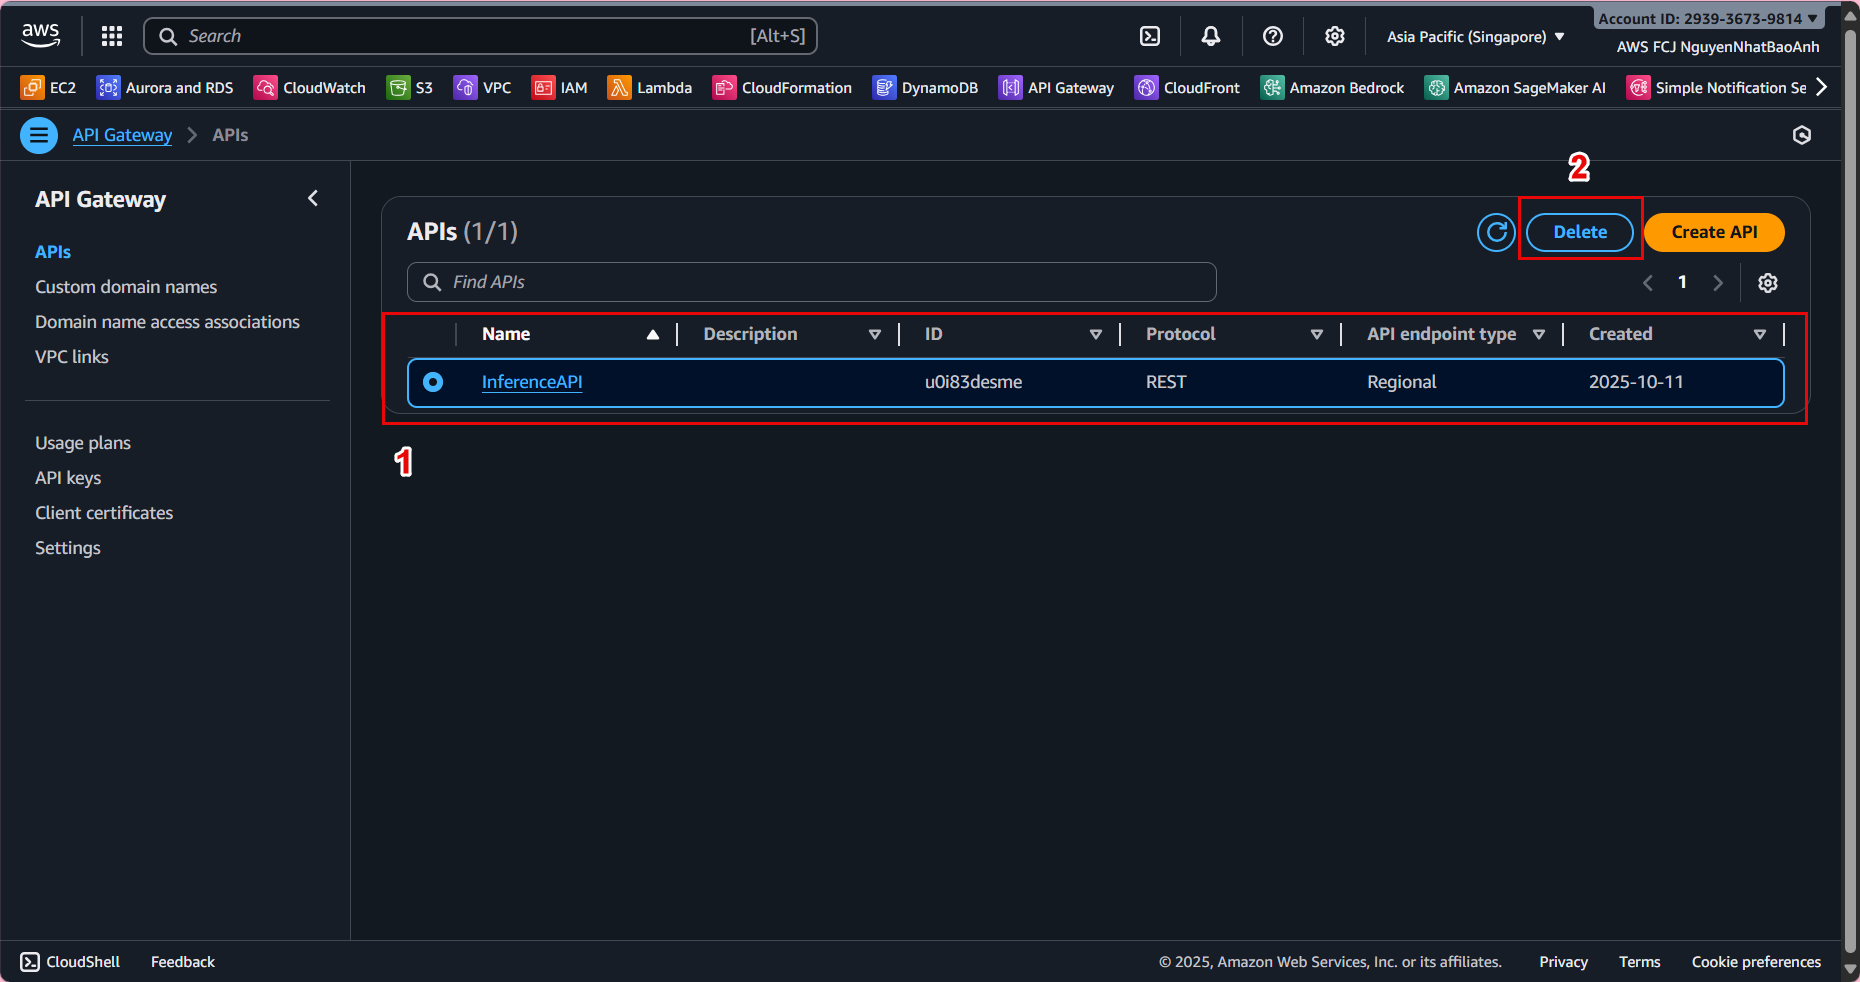 aws
Search [Alt+S]
Asia Pacific (Singapore)
Account ID: 2939-3673-9814
AWS FCJ NguyenNhatBaoAnh
EC2 Aurora and RDS CloudWatch S3 VPC IAM Lambda CloudFormation DynamoDB API Gateway CloudFront Amazon Bedrock Amazon SageMaker AI Simple Notification Se
API Gateway APIs
API Gateway
APIs
Custom domain names
Domain name access associations
VPC links
Usage plans
API keys
Client certificates
Settings
2
APIs (1/1)
Delete
Create API
Find APIs
1
Name Description ID Protocol API endpoint type Created
InferenceAPI u0i83desme REST Regional 2025-10-11
1
CloudShell Feedback © 2025, Amazon Web Services, Inc. or its affiliates. Privacy Terms Cookie preferences